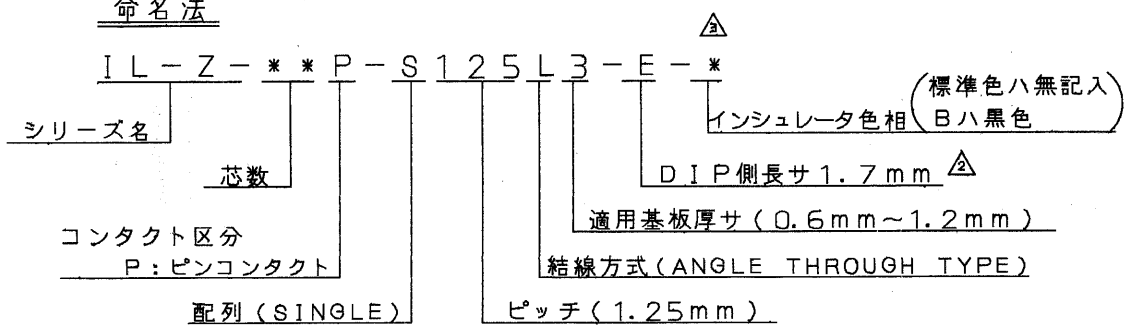 命名法
IL-Z-**P-S125L3-E-*
3
シリーズ名
インシュレータ色相(標準色ハ無記入
Bハ黒色)
芯数
DIP側長サ1.7mm 2
適用基板厚サ(0.6mm~1.2mm)
コンタクト区分
P:ピンコンタクト
結線方式(ANGLE THROUGH TYPE)
配列(SINGLE)
ピッチ(1.25mm)